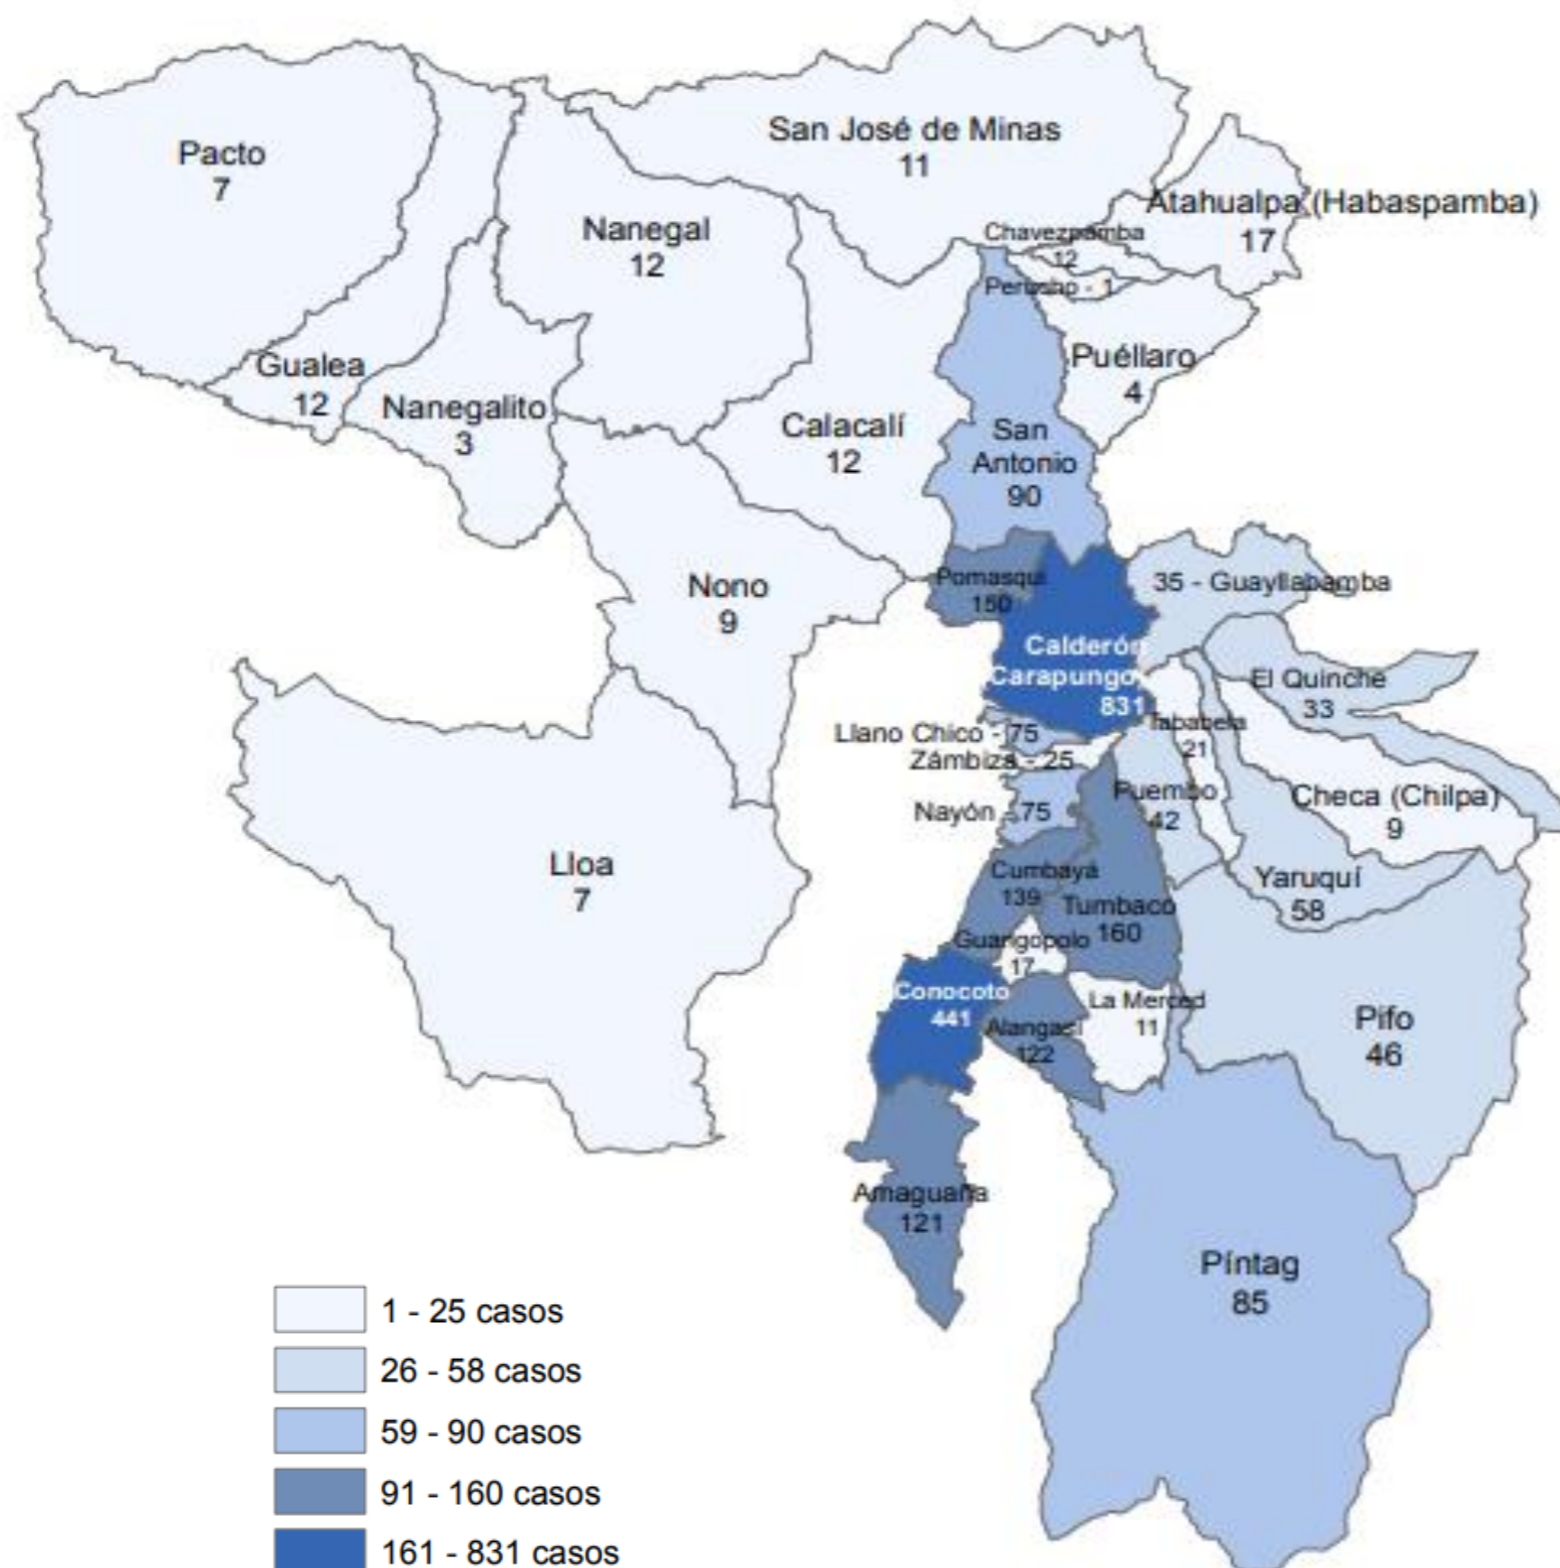 San José de Minas
11
Pacto
7
Atahualpa (Habaspamba)
17
Nanegal
12
Chavezpamba
12
Perusho - 1
Puéllaro
4
Gualea
12
Nanegalito
3
Calacalí
12
San
Antonio
90
Nono
9
Pomasqui
150
35 - Guayllabamba
Calderón
Carapungo
831
El Quinche
33
Llano Chico - 75
Tababela
21
Zámbiza - 25
Nayón - 75
Puembo
42
Checa (Chilpa)
9
Lloa
7
Cumbayá
139
Tumbaco
160
Yaruquí
58
Guangopolo
17
Conocoto
441
La Merced
11
Alangasí
122
Pifo
46
Amaguaña
121
Píntag
85
1 - 25 casos
26 - 58 casos
59 - 90 casos
91 - 160 casos
161 - 831 casos